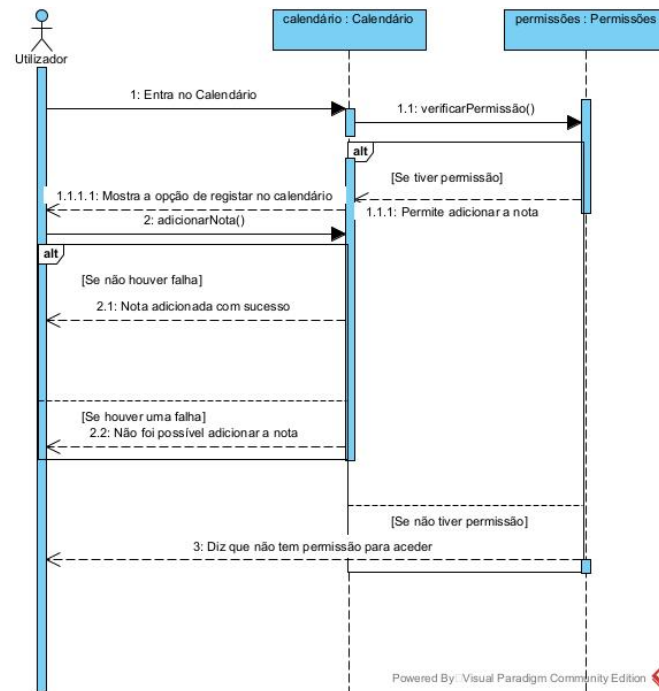 calendário : Calendário
permissões : Permissões
Utilizador
1: Entra no Calendário
1.1: verificarPermissão()
alt
[Se tiver permissão]
1.1.1.1: Mostra a opção de registar no calendário
1.1.1: Permite adicionar a nota
2: adicionarNota()
alt
[Se não houver falha]
2.1: Nota adicionada com sucesso
[Se houver uma falha]
2.2: Não foi possível adicionar a nota
[Se não tiver permissão]
3: Diz que não tem permissão para aceder
Powered By Visual Paradigm Community Edition